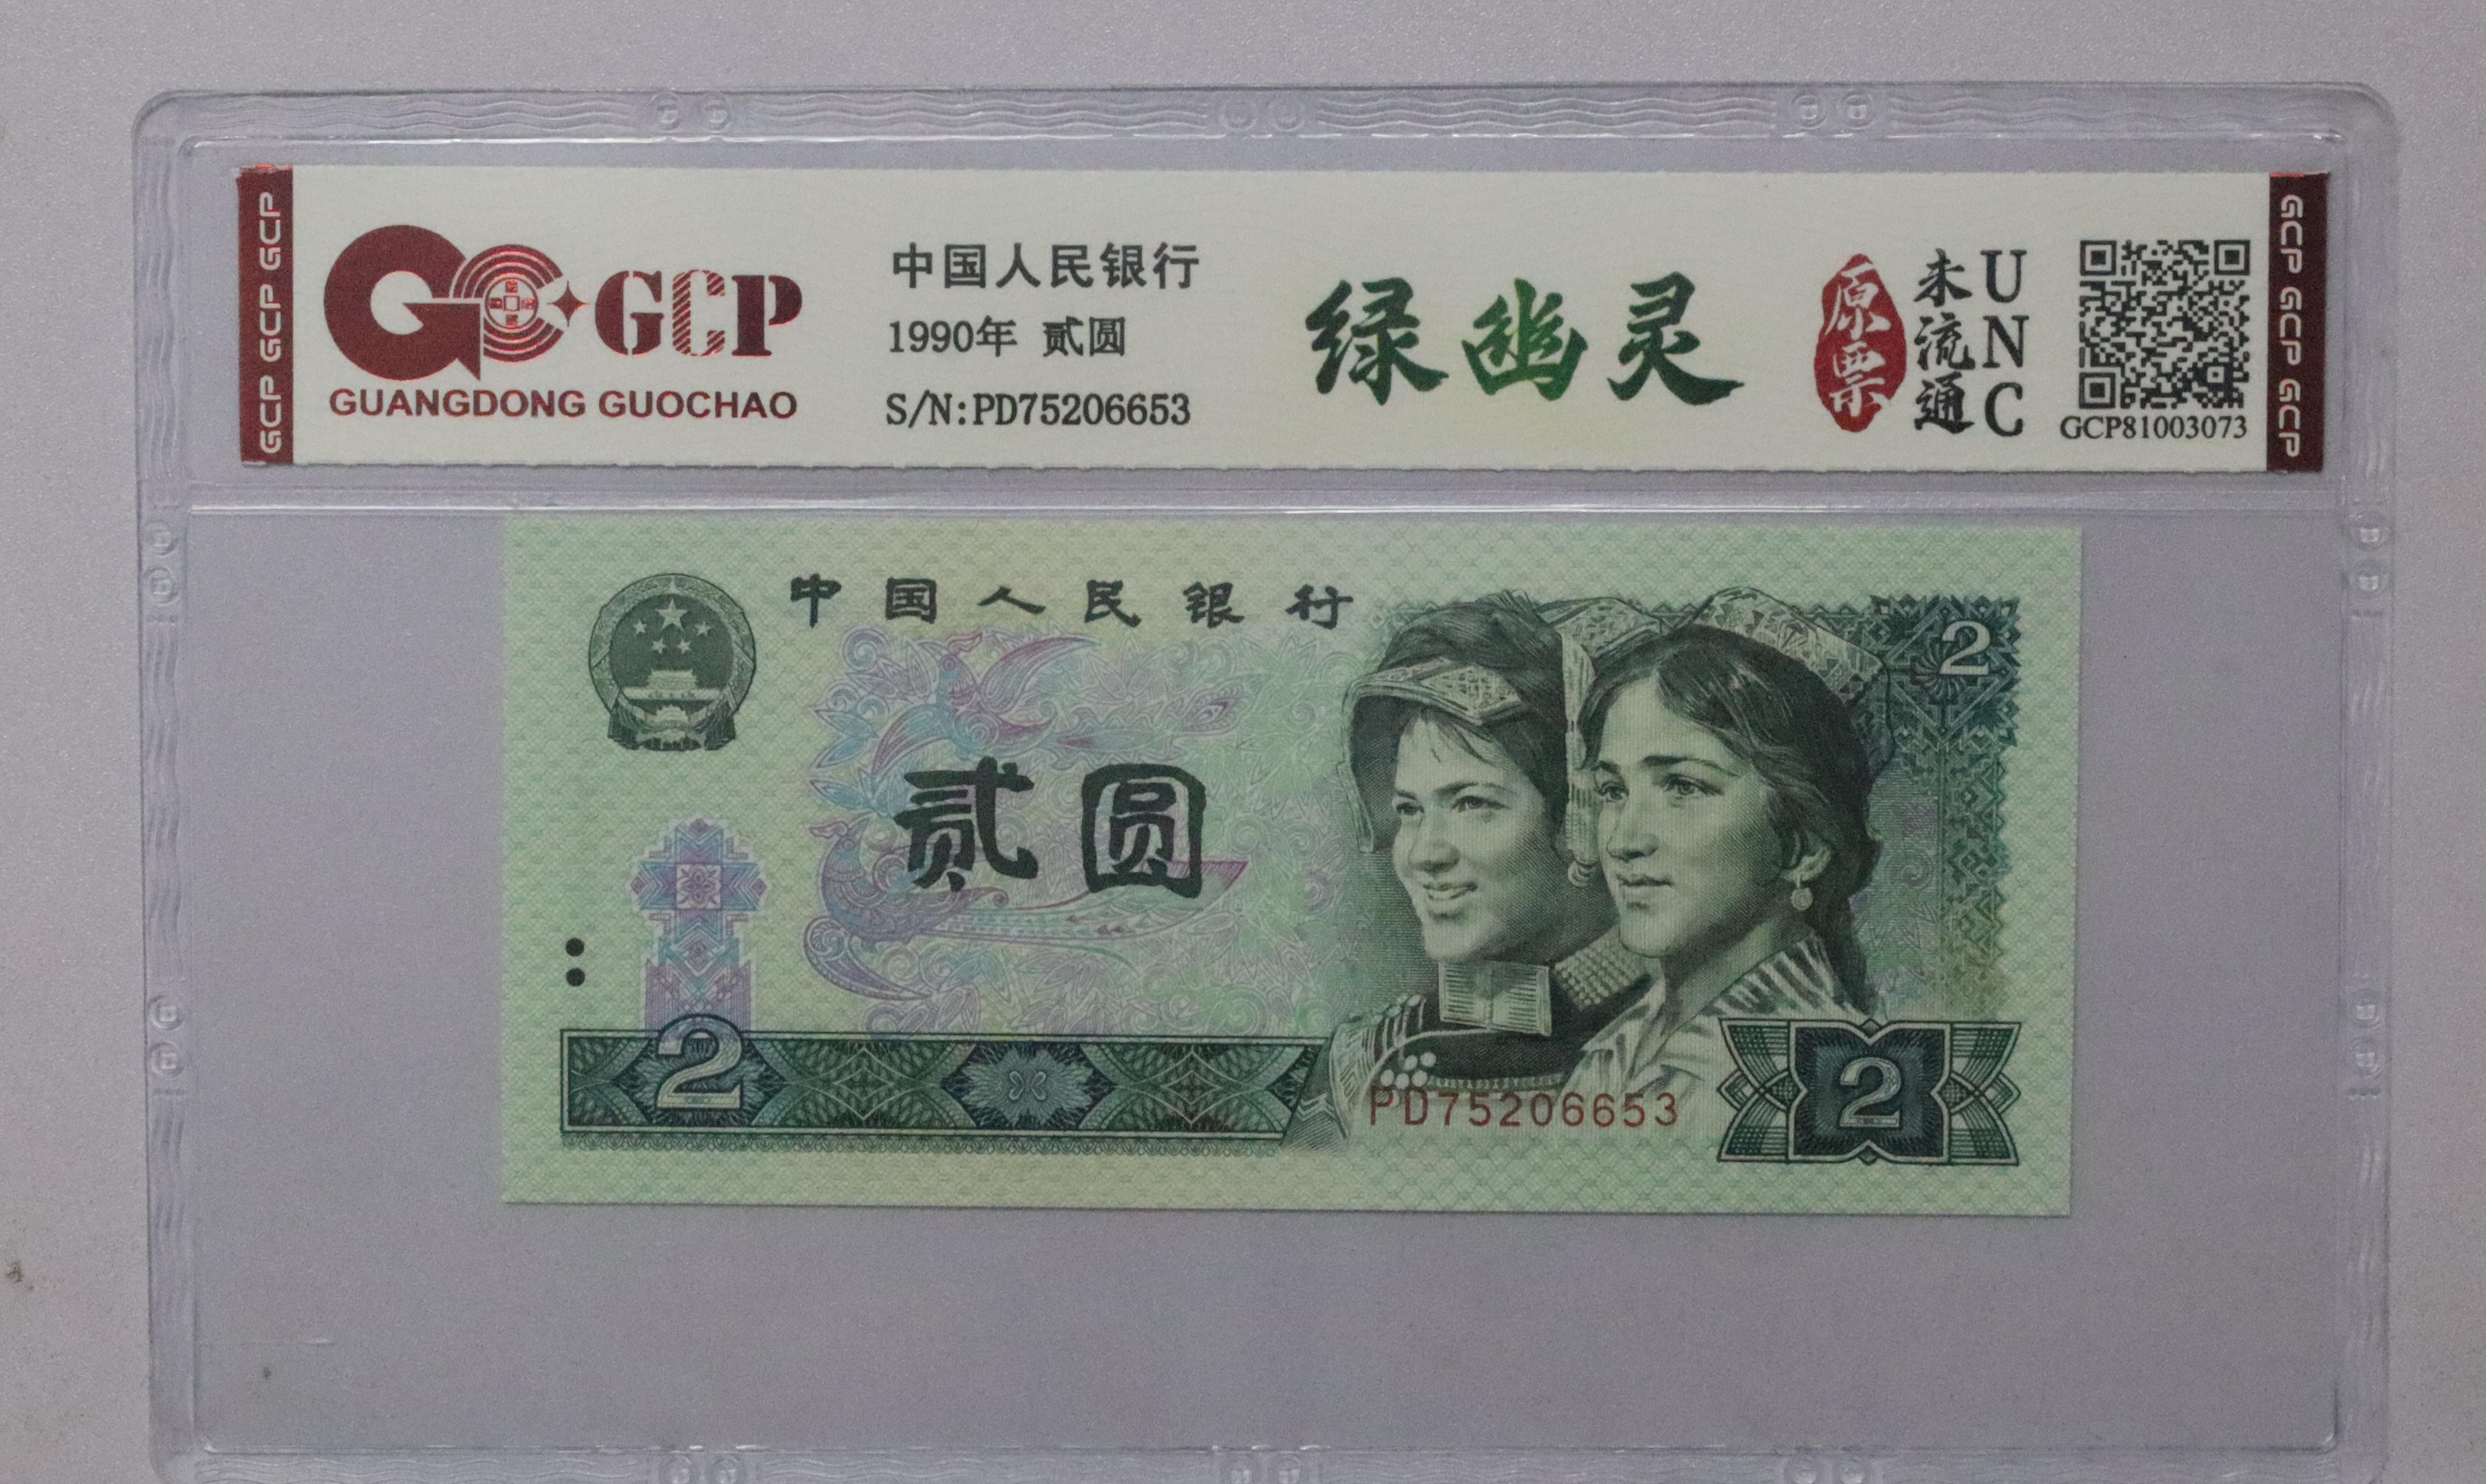 GCP GCP GCP
GCP
GUANGDONG GUOCHAO
中国人民银行
1990年 贰圆
S/N:PD75206653
绿幽灵
原票
未流通
UNC
GCP81003073
GCP GCP GCP
中国人民银行
2
贰圆
2
PD75206653
2